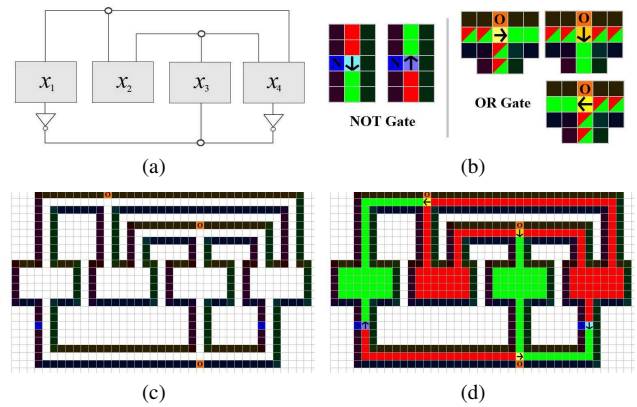 x1 x2 x3 x4
(a)
N N
NOT Gate
O O
OR Gate
O
(b)
O
O
N N
O
(c)
O
O
N N
O
(d)